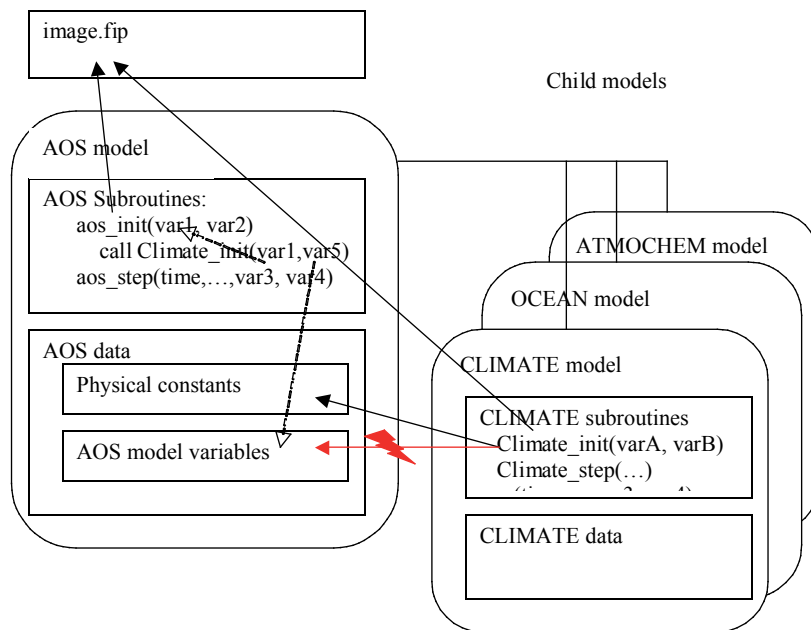 image.fip
Child models
AOS model
AOS Subroutines:
aos_init(var1, var2)
call Climate_init(var1,var5)
aos_step(time,…,var3, var4)
ATMOCHEM model
OCEAN model
AOS data
CLIMATE model
Physical constants
AOS model variables
CLIMATE subroutines
Climate_init(varA, varB)
Climate_step(…)
CLIMATE data